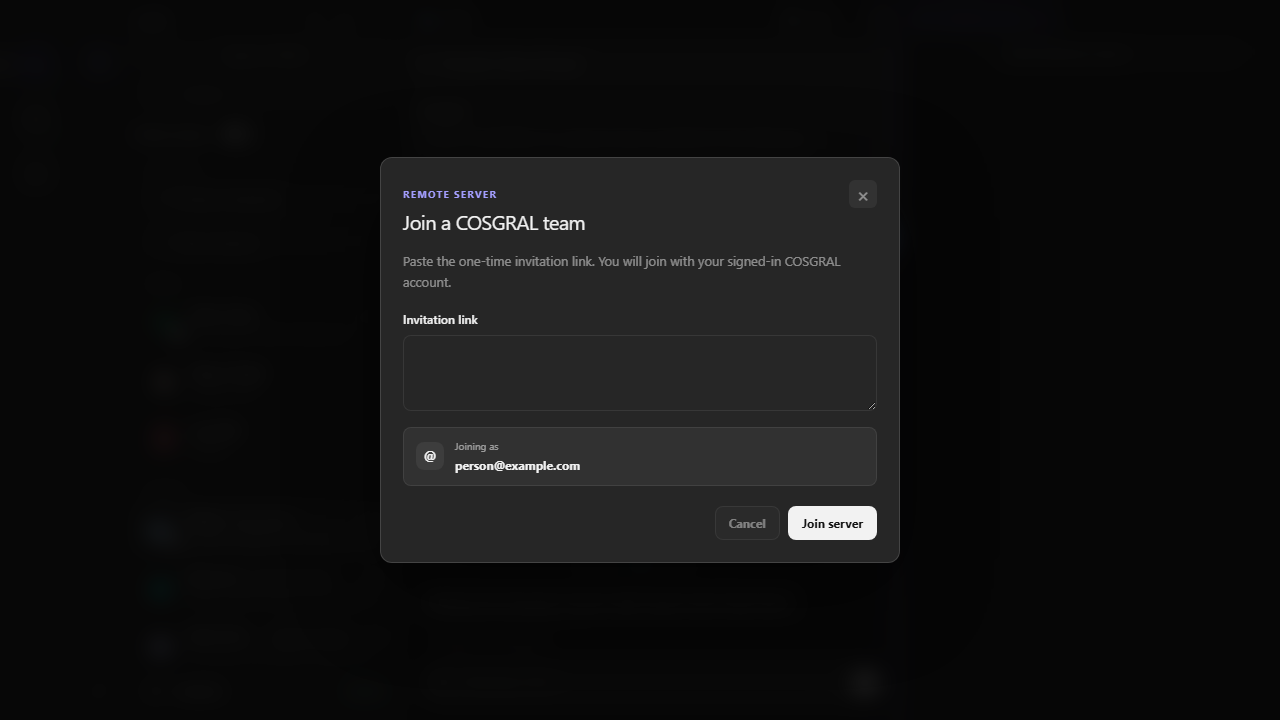 REMOTE SERVER
Join a COSGRAL team
Paste the one-time invitation link. You will join with your signed-in COSGRAL
account.
Invitation link
@
Joining as
person@example.com
Cancel
Join server